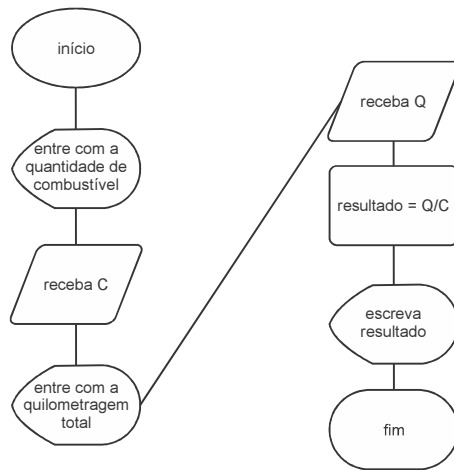 início
entre com a
quantidade de
combustível
receba C
entre com a
quilometragem
total
receba Q
resultado = Q/C
escreva
resultado
fim